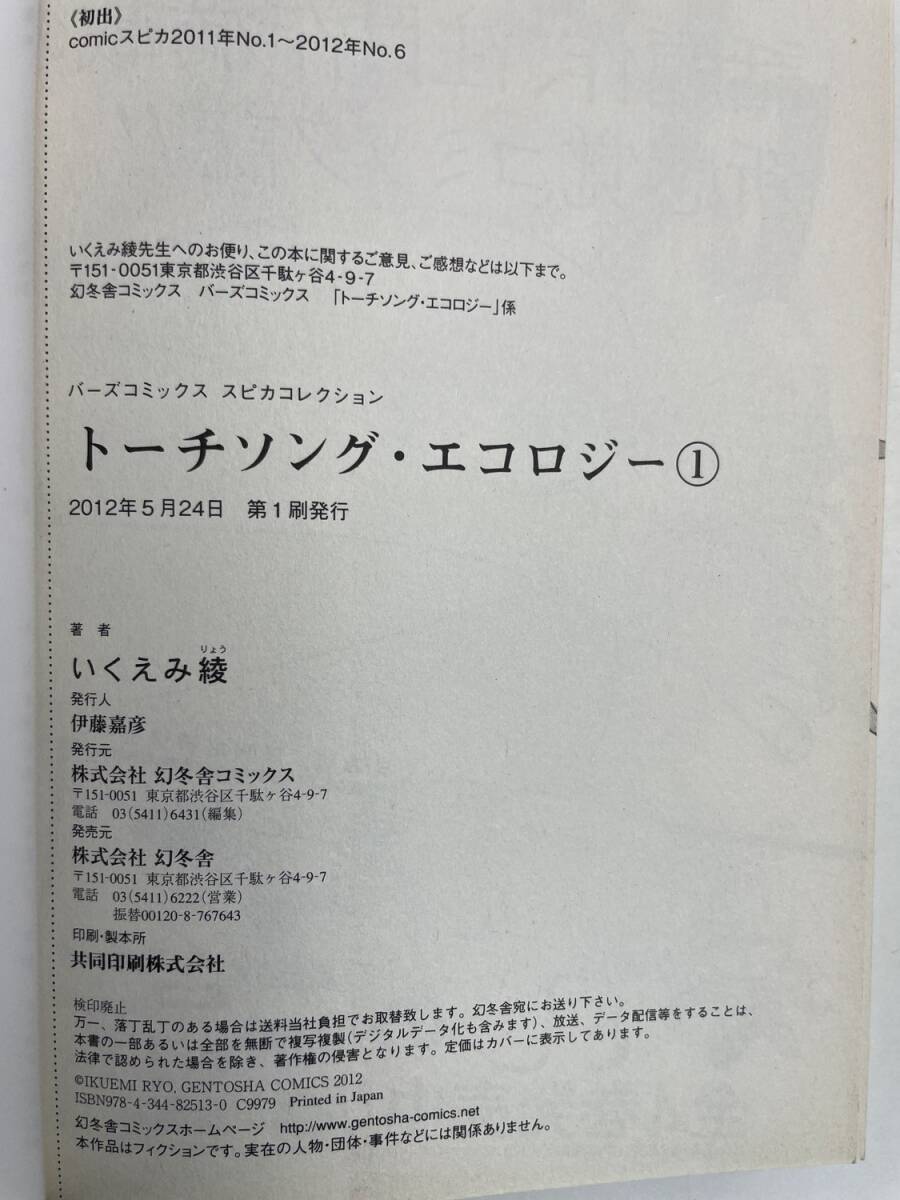 《初出》
comicスピカ2011年No.1〜2012年No.6
いくえみ綾先生へのお便り、この本に関するご意見、ご感想などは以下まで。
〒151-0051東京都渋谷区千駄ヶ谷4-9-7
幻冬舎コミックス　バーズコミックス　「トーチソング・エコロジー」係
バーズコミックス スピカコレクション
トーチソング・エコロジー①
2012年5月24日　第1刷発行
著　者
りょう
いくえみ綾
発行人
伊藤嘉彦
発行元
株式会社 幻冬舎コミックス
〒151-0051 東京都渋谷区千駄ヶ谷4-9-7
電話　03(5411)6431(編集)
発売元
株式会社 幻冬舎
〒151-0051 東京都渋谷区千駄ヶ谷4-9-7
電話　03(5411)6222(営業)
振替00120-8-767643
印刷・製本所
共同印刷株式会社
検印廃止
万一、落丁乱丁のある場合は送料当社負担でお取替致します。幻冬舎宛にお送り下さい。
本書の一部あるいは全部を無断で複写複製(デジタルデータ化も含みます)、放送、データ配信等をすることは、
法律で認められた場合を除き、著作権の侵害となります。定価はカバーに表示してあります。
©IKUEMI RYO, GENTOSHA COMICS 2012
ISBN978-4-344-82513-0 C9979 Printed in Japan
幻冬舎コミックスホームページ　http://www.gentosha-comics.net
本作品はフィクションです。実在の人物・団体・事件などには関係ありません。